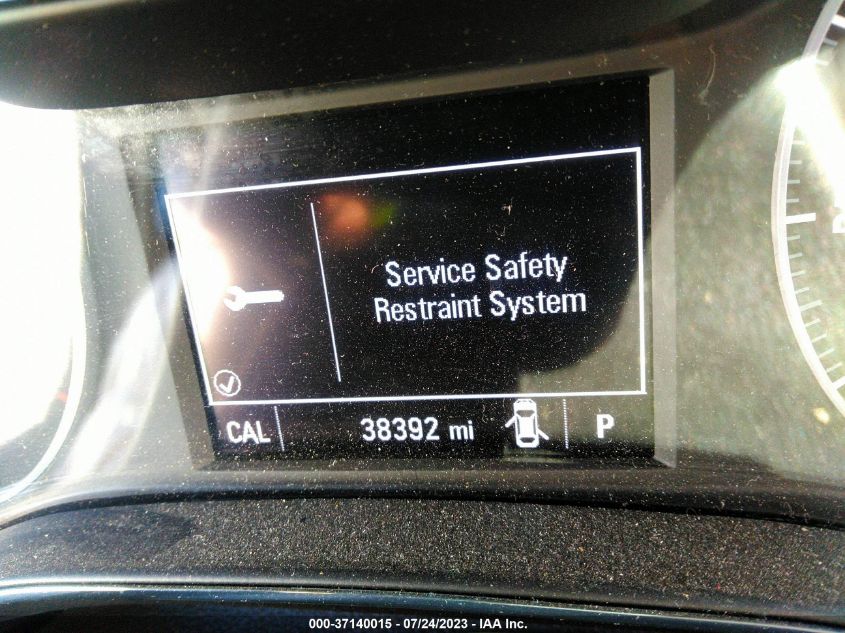 Service Safety
Restraint System
CAL 38392 mi P
000-37140015 / 07/24/2023 - IAA Inc.